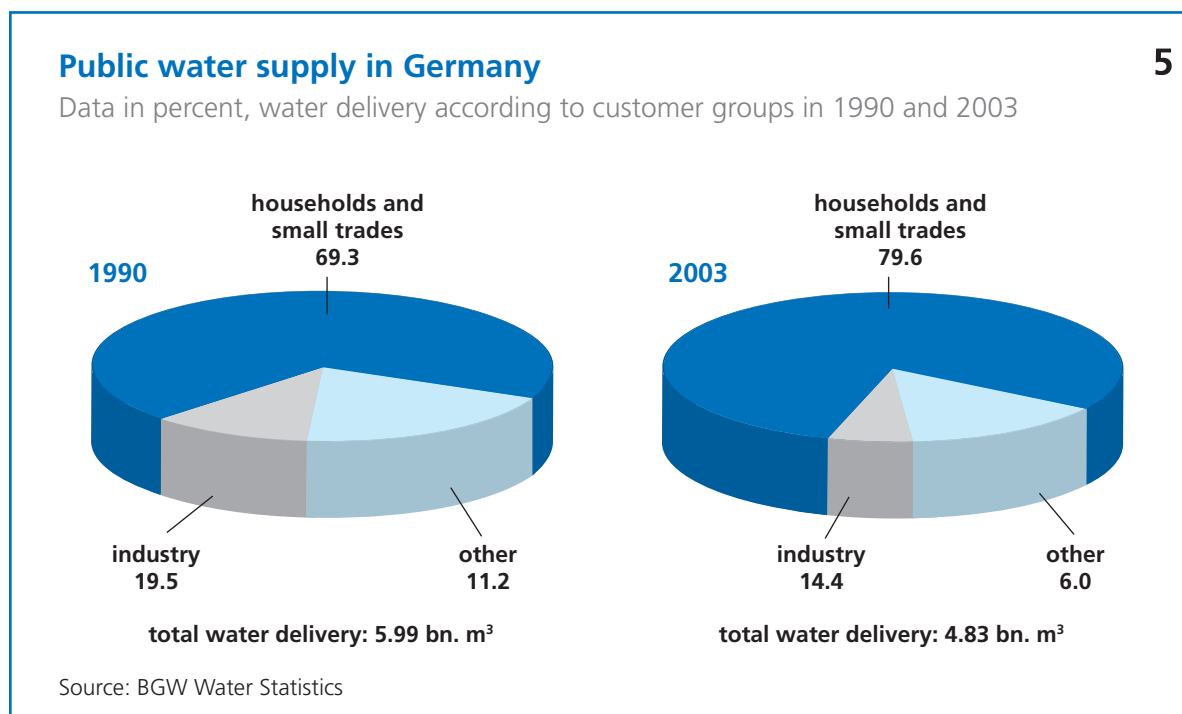 Public water supply in Germany
5
Data in percent, water delivery according to customer groups in 1990 and 2003
households and
small trades
69.3
1990
industry
19.5
other
11.2
total water delivery: 5.99 bn. m³
households and
small trades
79.6
2003
industry
14.4
other
6.0
total water delivery: 4.83 bn. m³
Source: BGW Water Statistics